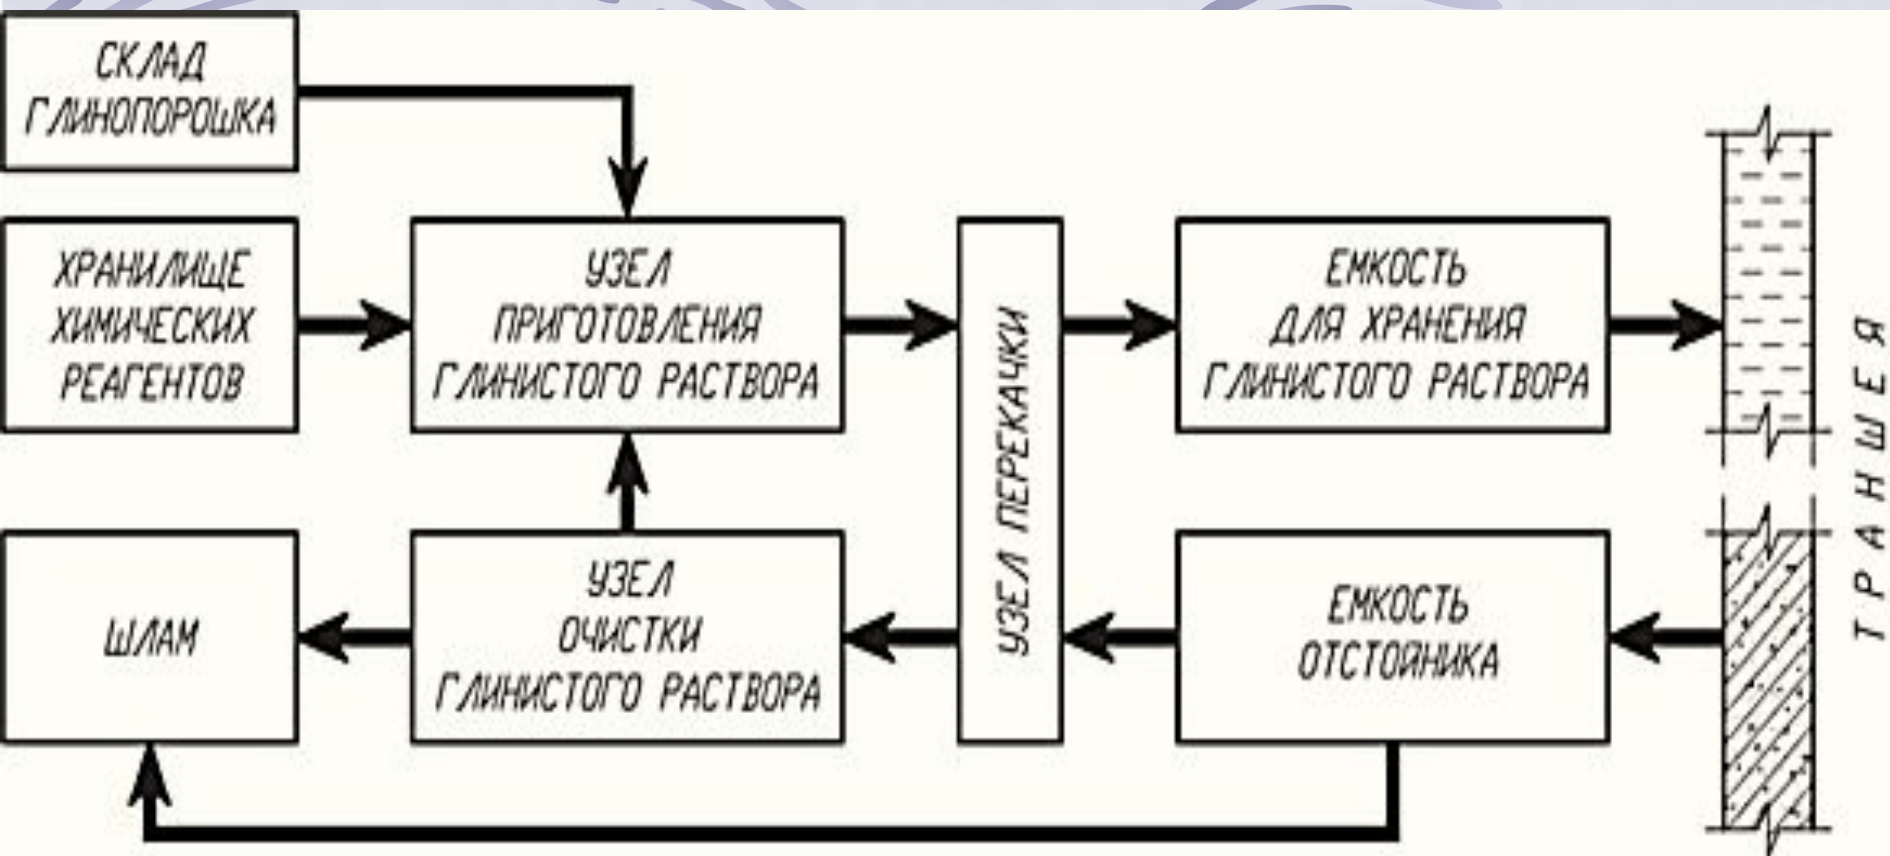 СКЛАД
ГЛИНОПОРОШКА
ХРАНИЛИЩЕ
ХИМИЧЕСКИХ
РЕАГЕНТОВ
УЗЕЛ
ПРИГОТОВЛЕНИЯ
ГЛИНИСТОГО РАСТВОРА
УЗЕЛ ПЕРЕКАЧКИ
ЕМКОСТЬ
ДЛЯ ХРАНЕНИЯ
ГЛИНИСТОГО РАСТВОРА
ТРАНШЕЯ
ШЛАМ
УЗЕЛ
ОЧИСТКИ
ГЛИНИСТОГО РАСТВОРА
ЕМКОСТЬ
ОТСТОЙНИКА